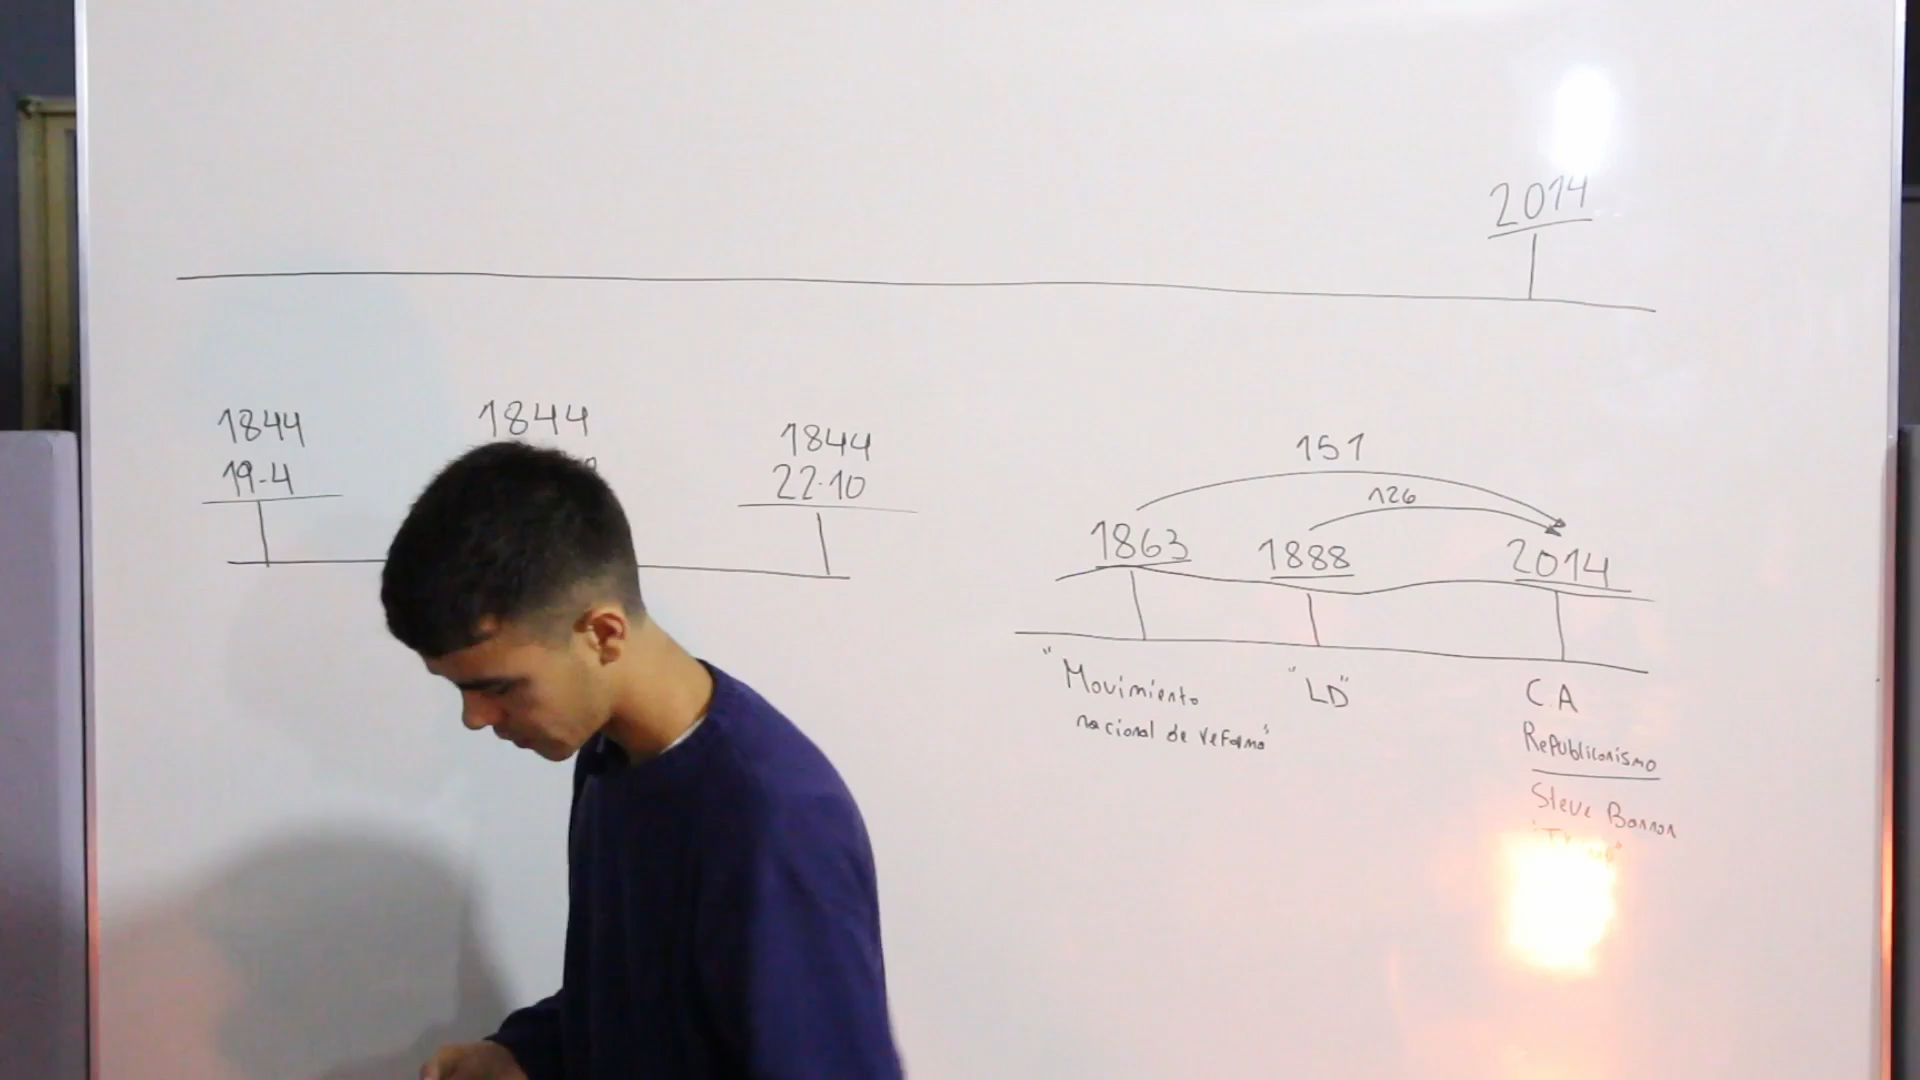 2014
1844
19-4
1844
1844
22.10
151
126
1863
1888
2014
"Movimiento
nacional de reforma"
"LD"
C.A
Republicanismo
Steve Bannon